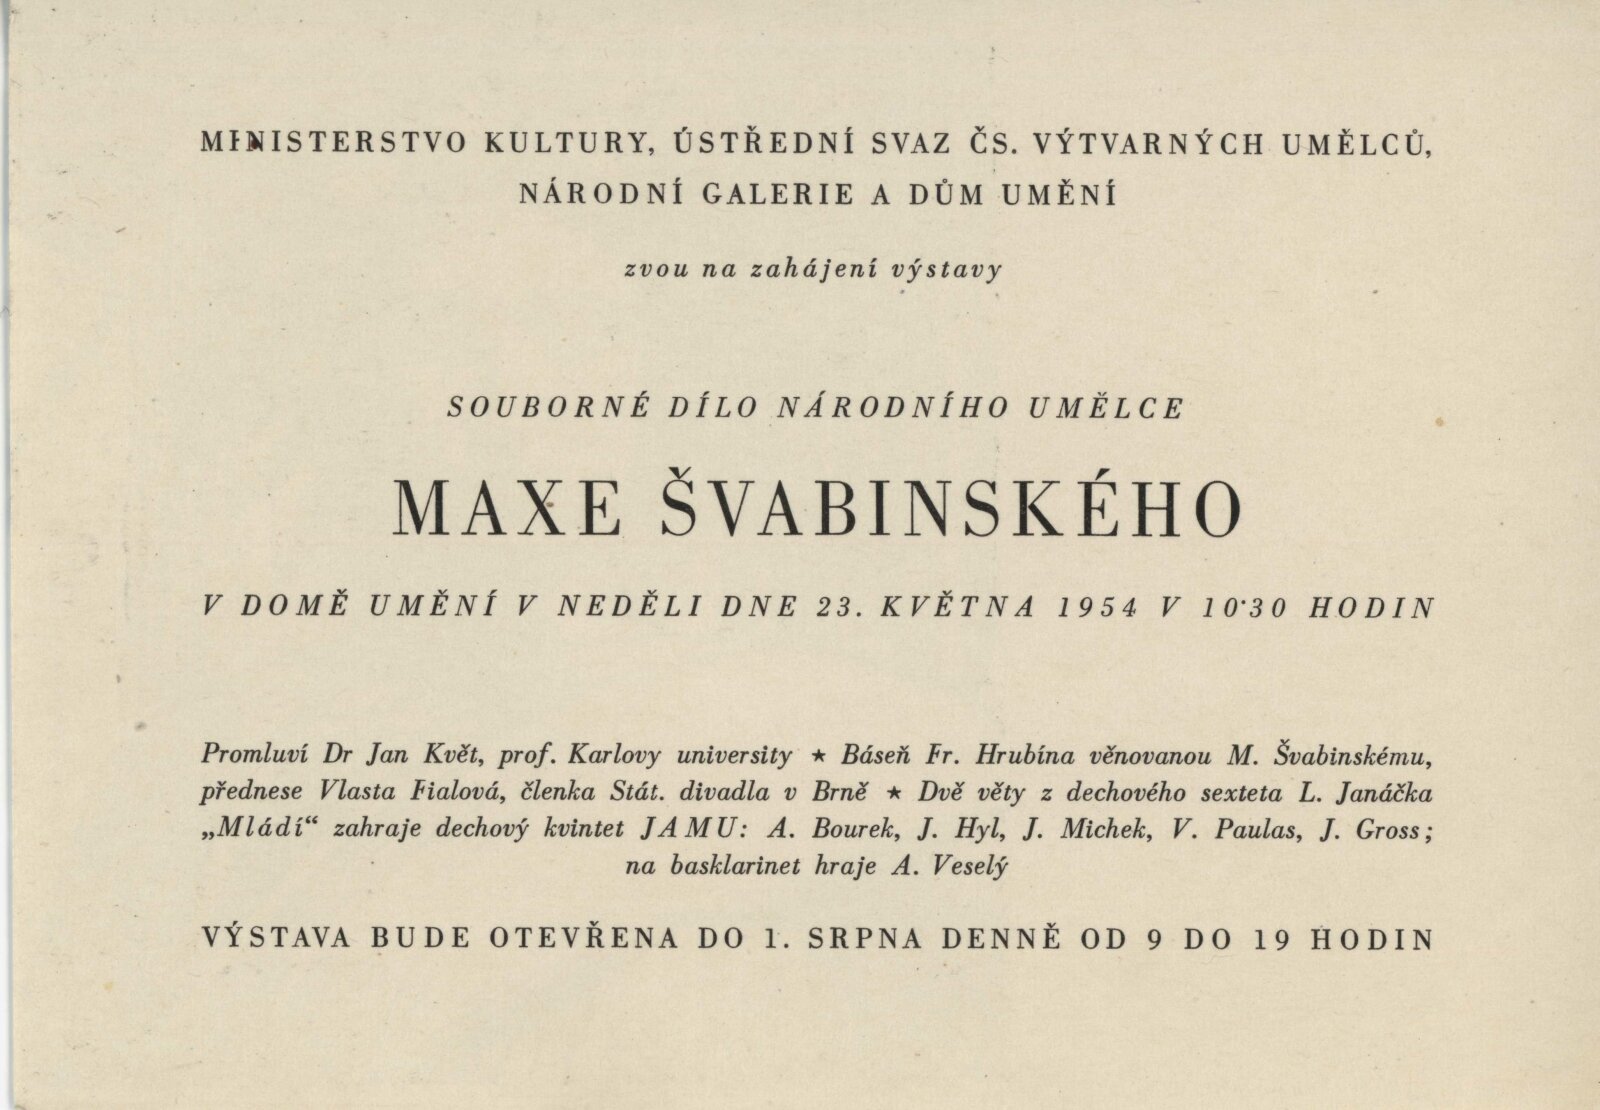 MINISTERSTVO KULTURY, ÚSTŘEDNÍ SVAZ ČS. VÝTVARNÝCH UMĚLCŮ,
NÁRODNÍ GALERIE A DŮM UMĚNÍ
zvou na zahájení výstavy
SOUBORNÉ DÍLO NÁRODNÍHO UMĚLCE
MAXE ŠVABINSKÉHO
V DOMĚ UMĚNÍ V NEDĚLI DNE 23. KVĚTNA 1954 V 10·30 HODIN
Promluví Dr Jan Květ, prof. Karlovy university ★ Báseň Fr. Hrubína věnovanou M. Švabinskému,
přednese Vlasta Fialová, členka Stát. divadla v Brně ★ Dvě věty z dechového sexteta L. Janáčka
„Mládí“ zahraje dechový kvintet JAMU: A. Bourek, J. Hyl, J. Michek, V. Paulas, J. Gross;
na basklarinet hraje A. Veselý
VÝSTAVA BUDE OTEVŘENA DO 1. SRPNA DENNĚ OD 9 DO 19 HODIN